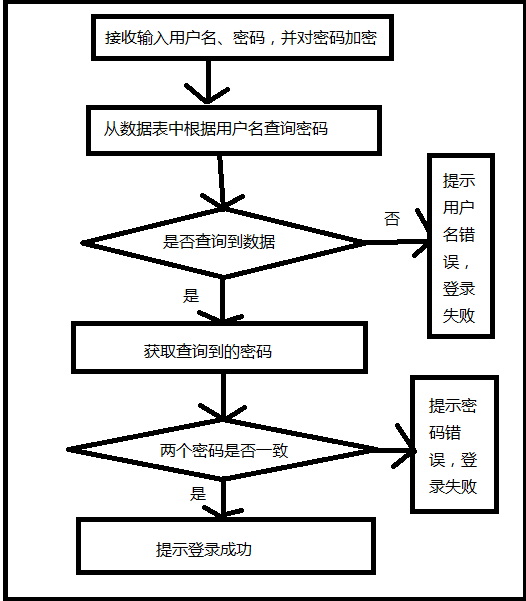 接收输入用户名、密码，并对密码加密
从数据表中根据用户名查询密码
是否查询到数据
否
提示
用户
名错
误，
登录
失败
是
获取查询到的密码
两个密码是否一致
提示密
码错
误，登
录失败
是
提示登录成功